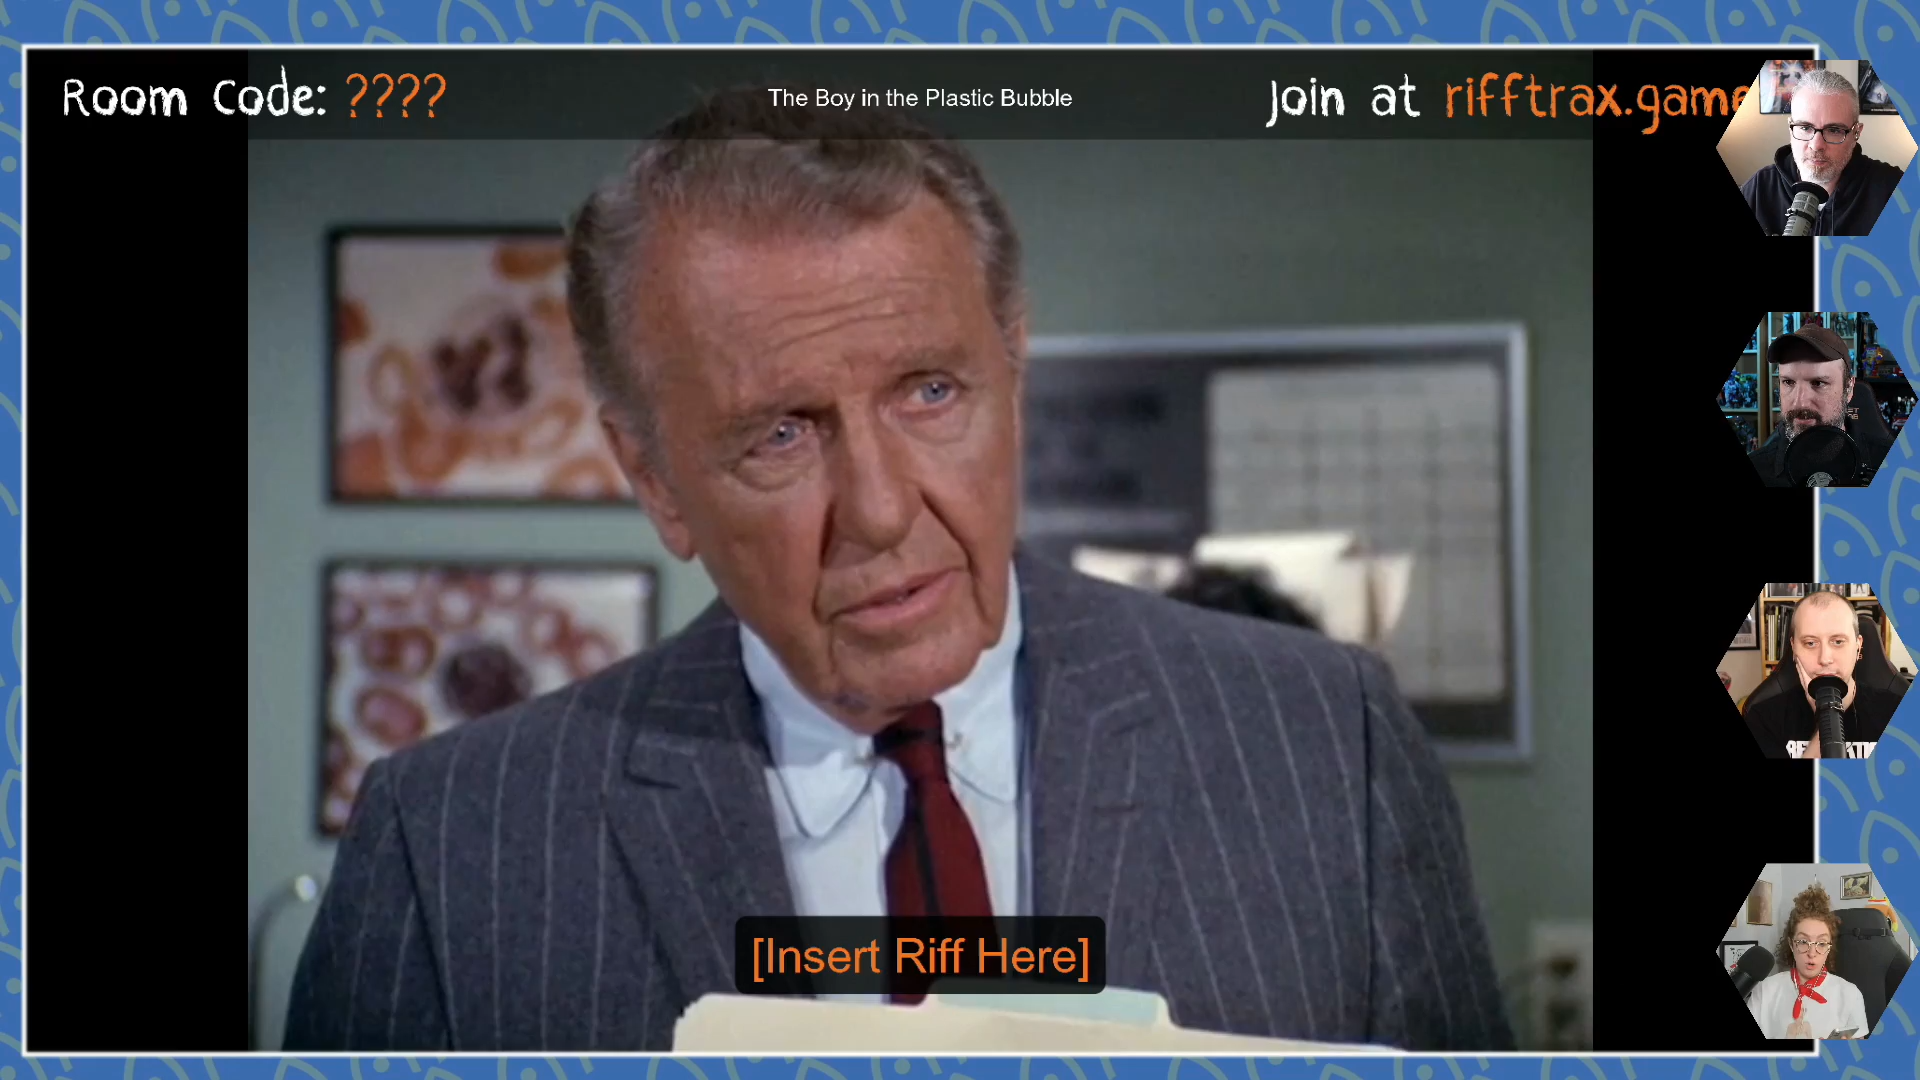 Room Code: ????
The Boy in the Plastic Bubble
Join at rifftrax.game
[Insert Riff Here]